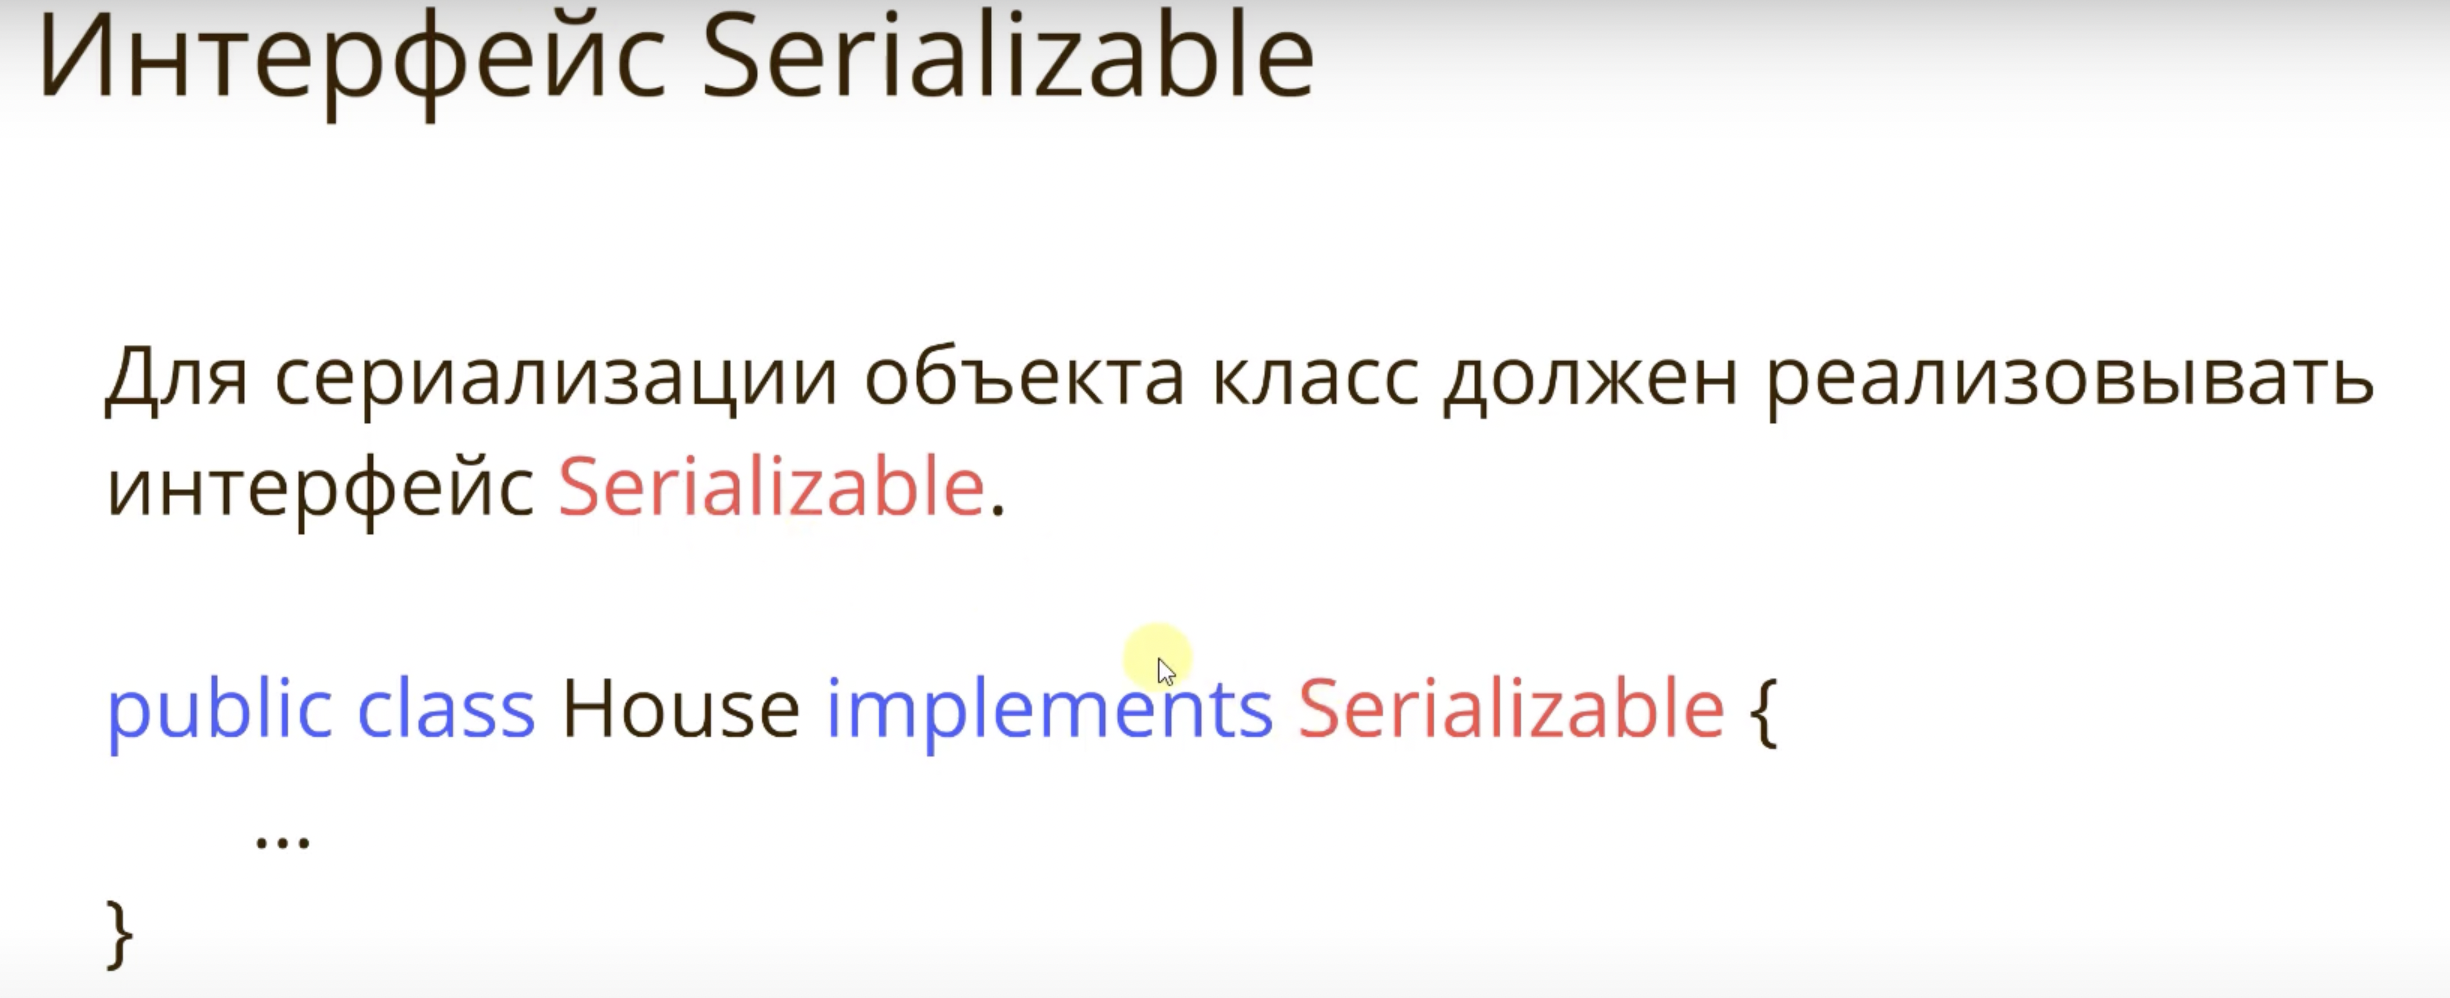 Интерфейс Serializable
Для сериализации объекта класс должен реализовывать
интерфейс Serializable.
public class House implements Serializable {
...
}